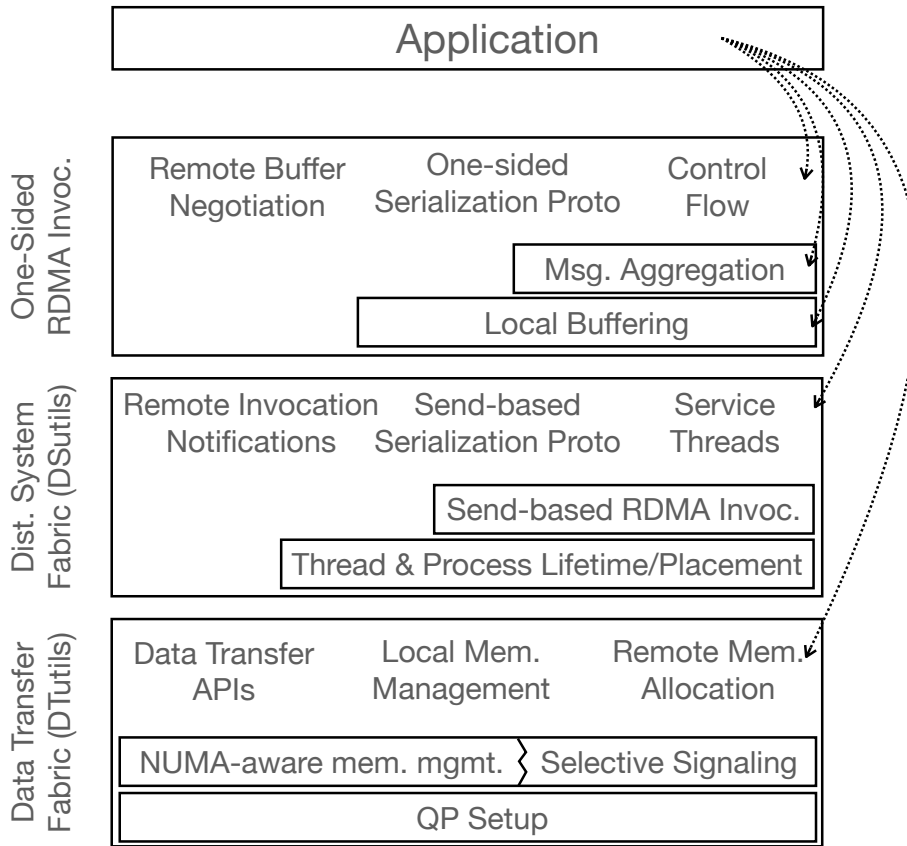 Application
One-Sided
RDMA Invoc.
Remote Buffer
Negotiation
One-sided
Serialization Proto
Control
Flow
Msg. Aggregation
Local Buffering
Dist. System
Fabric (DSutils)
Remote Invocation
Notifications
Send-based
Serialization Proto
Service
Threads
Send-based RDMA Invoc.
Thread & Process Lifetime/Placement
Data Transfer
Fabric (DTutils)
Data Transfer
APIs
Local Mem.
Management
Remote Mem.
Allocation
NUMA-aware mem. mgmt.
Selective Signaling
QP Setup